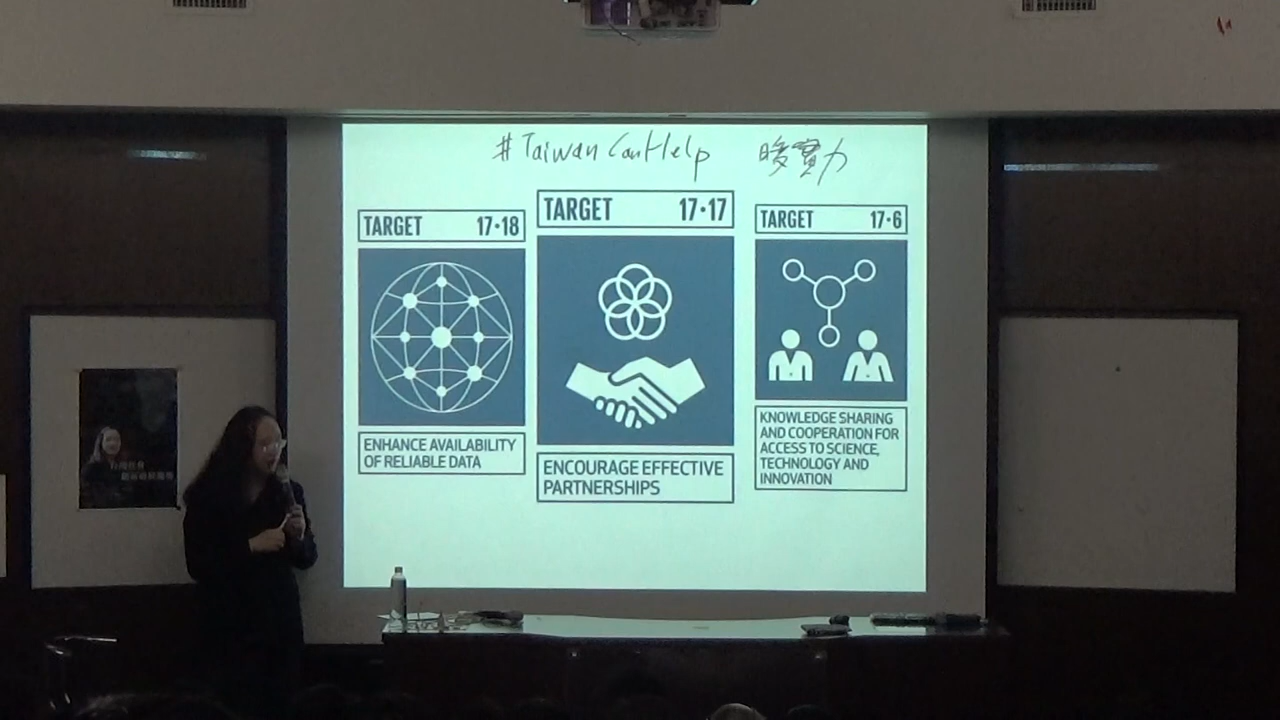 #TaiwanCanHelp 暖實力
TARGET 17·18
ENHANCE AVAILABILITY
OF RELIABLE DATA
TARGET 17·17
ENCOURAGE EFFECTIVE
PARTNERSHIPS
TARGET 17·6
KNOWLEDGE SHARING
AND COOPERATION FOR
ACCESS TO SCIENCE,
TECHNOLOGY AND
INNOVATION